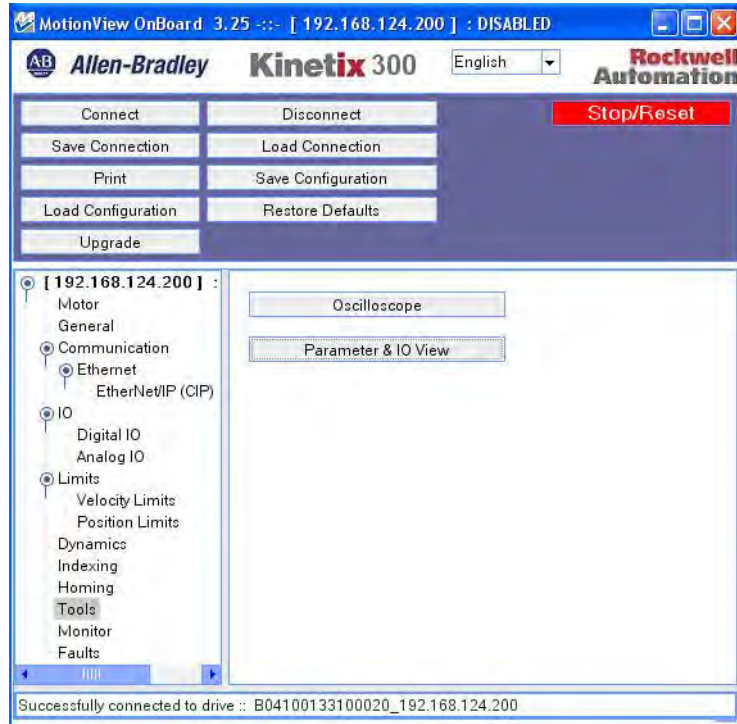 MotionView OnBoard 3.25 -::- [ 192.168.124.200 ] : DISABLED
AB Allen-Bradley Kinetix 300 English Rockwell Automation
Connect Disconnect Stop/Reset
Save Connection Load Connection
Print Save Configuration
Load Configuration Restore Defaults
Upgrade
[ 192.168.124.200 ] :
Motor
General
Communication
Ethernet
EtherNet/IP (CIP)
IO
Digital IO
Analog IO
Limits
Velocity Limits
Position Limits
Dynamics
Indexing
Homing
Tools
Monitor
Faults
Oscilloscope
Parameter & IO View
Successfully connected to drive :: B04100133100020_192.168.124.200